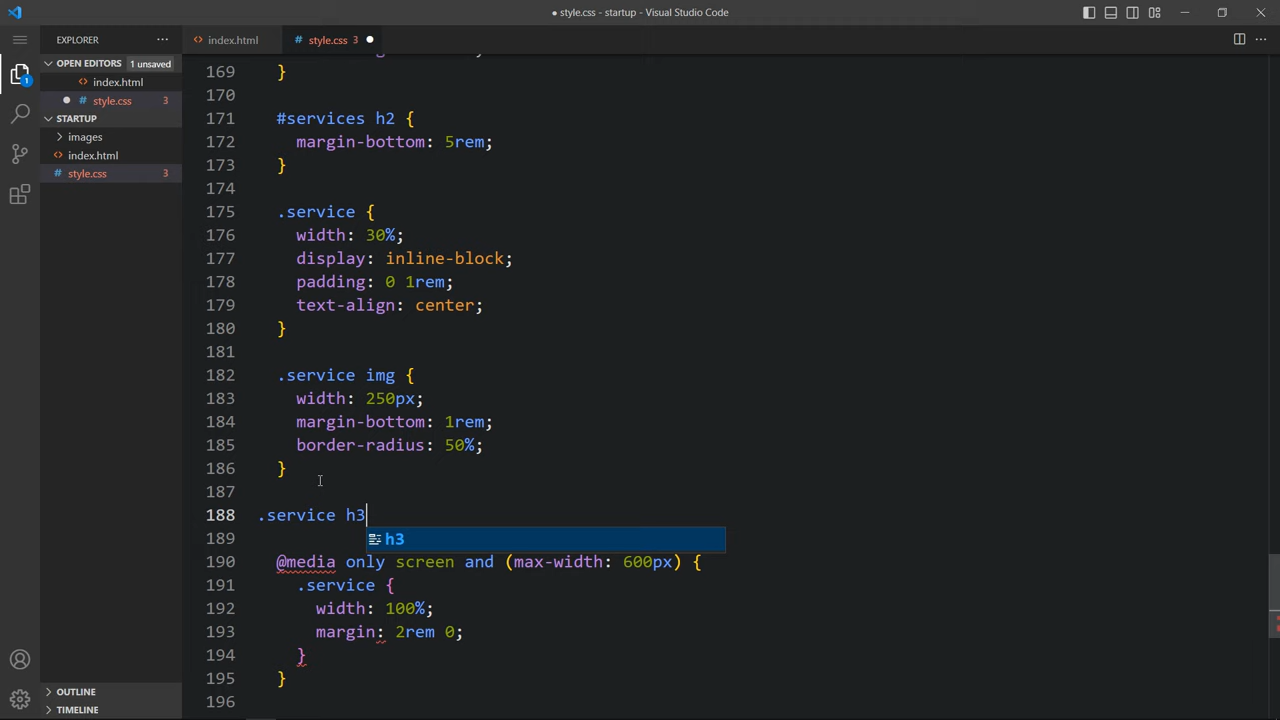 ● style.css - startup - Visual Studio Code
EXPLORER
index.html
style.css 3
OPEN EDITORS 1 unsaved
index.html
style.css 3
STARTUP
images
index.html
style.css 3
1
169 }
170
171 #services h2 {
172 margin-bottom: 5rem;
173 }
174
175 .service {
176 width: 30%;
177 display: inline-block;
178 padding: 0 1rem;
179 text-align: center;
180 }
181
182 .service img {
183 width: 250px;
184 margin-bottom: 1rem;
185 border-radius: 50%;
186 }
187
188 .service h3
h3
189
190 @media only screen and (max-width: 600px) {
191 .service {
192 width: 100%;
193 margin: 2rem 0;
194 }
195 }
196
OUTLINE
TIMELINE